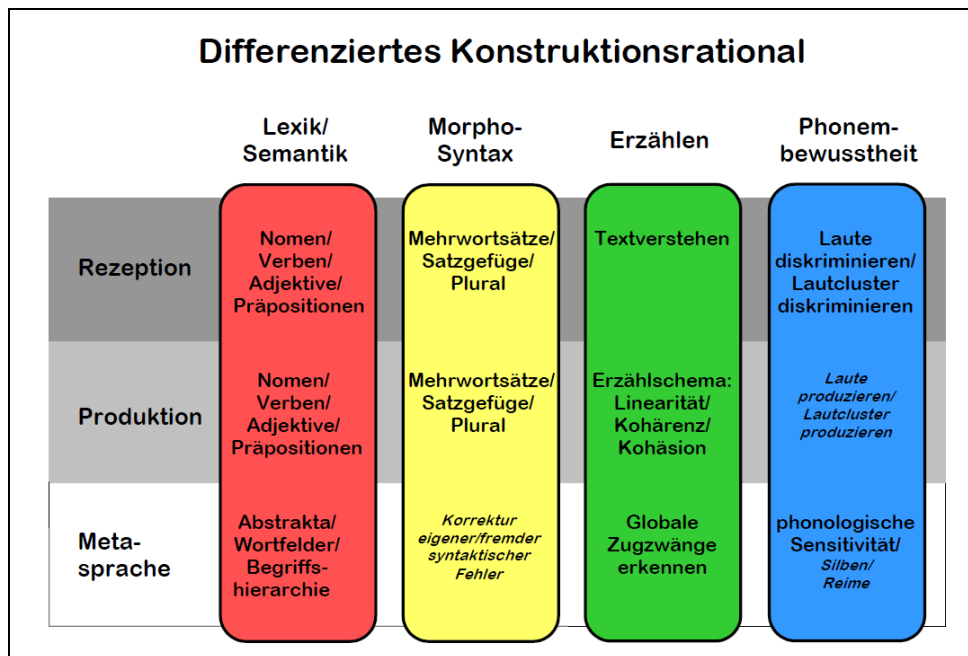 Differenziertes Konstruktionsrational
Lexik/
Semantik
Morpho-
Syntax
Erzählen
Phonem-
bewusstheit
Rezeption
Nomen/
Verben/
Adjektive/
Präpositionen
Mehrwortsätze/
Satzgefüge/
Plural
Textverstehen
Laute
diskriminieren/
Lautcluster
diskriminieren
Produktion
Nomen/
Verben/
Adjektive/
Präpositionen
Mehrwortsätze/
Satzgefüge/
Plural
Erzählschema:
Linearität/
Kohärenz/
Kohäsion
Laute
produzieren/
Lautcluster
produzieren
Meta-
sprache
Abstrakta/
Wortfelder/
Begriffs-
hierarchie
Korrektur
eigener/fremder
syntaktischer
Fehler
Globale
Zugzwänge
erkennen
phonologische
Sensitivität/
Silben/
Reime